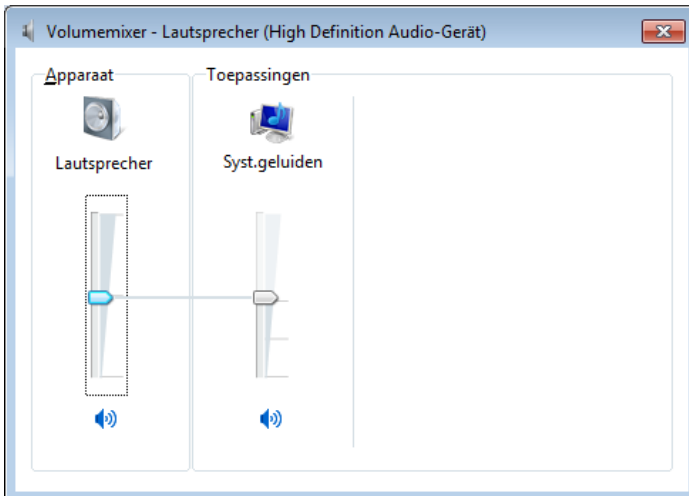 Volumemixer - Lautsprecher (High Definition Audio-Gerät)
Apparaat
Toepassingen
Lautsprecher
Syst.geluiden